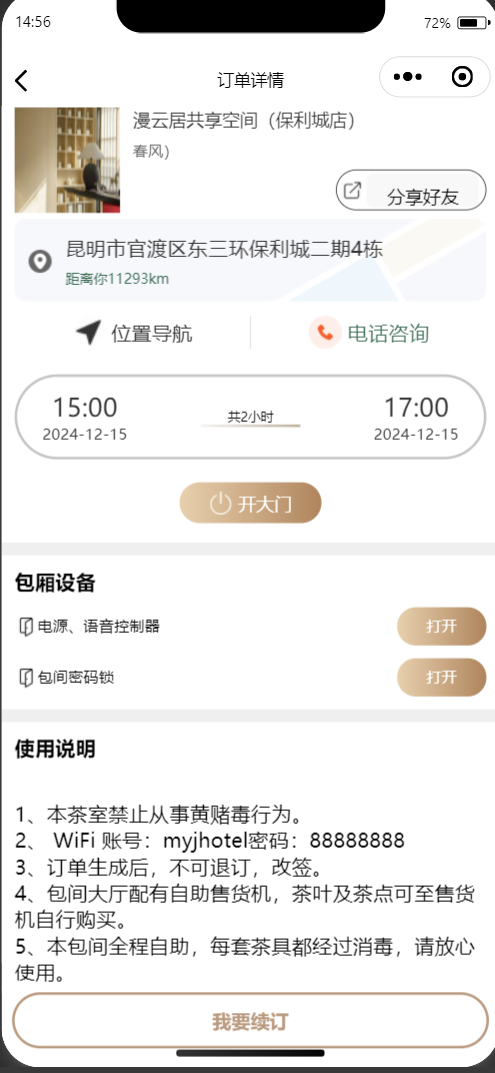 14:56
72%
订单详情
漫云居共享空间（保利城店）
春风）
分享好友
昆明市官渡区东三环保利城二期4栋
距离你11293km
位置导航
电话咨询
15:00
共2小时
17:00
2024-12-15
2024-12-15
开大门
包厢设备
电源、语音控制器
打开
包间密码锁
打开
使用说明
1、本茶室禁止从事黄赌毒行为。
2、 WiFi 账号：myjhotel密码：88888888
3、订单生成后，不可退订，改签。
4、包间大厅配有自助售货机，茶叶及茶点可至售货
机自行购买。
5、本包间全程自助，每套茶具都经过消毒，请放心
使用。
我要续订